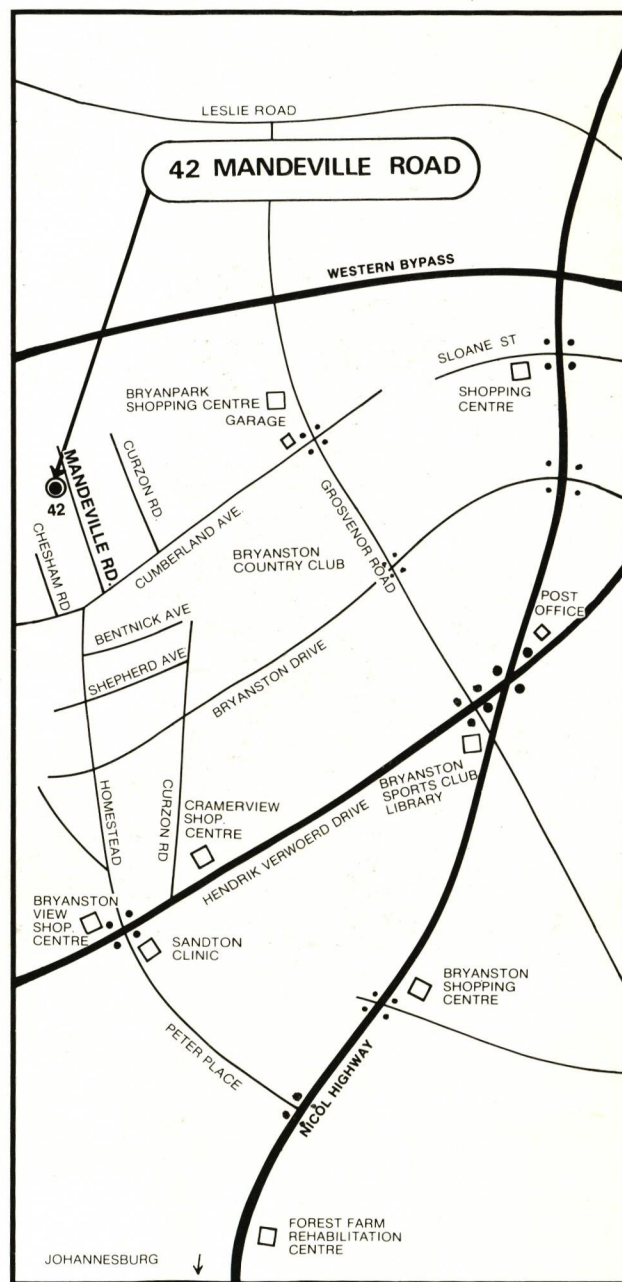 LESLIE ROAD
42 MANDEVILLE ROAD
WESTERN BYPASS
SLOANE ST
SHOPPING
CENTRE
BRYANPARK
SHOPPING CENTRE
GARAGE
CURZON RD.
MANDEVILLE RD.
42
CHESHAM RD
CUMBERLAND AVE.
GROSVENOR ROAD
BRYANSTON
COUNTRY CLUB
BENTNICK AVE
SHEPHERD AVE
BRYANSTON DRIVE
POST
OFFICE
HOMESTEAD
CURZON RD
CRAMERVIEW
SHOP.
CENTRE
BRYANSTON
SPORTS CLUB
LIBRARY
HENDRIK VERWOERD DRIVE
BRYANSTON
VIEW
SHOP.
CENTRE
SANDTON
CLINIC
BRYANSTON
SHOPPING
CENTRE
PETER PLACE
NICOL HIGHWAY
FOREST FARM
REHABILITATION
CENTRE
JOHANNESBURG